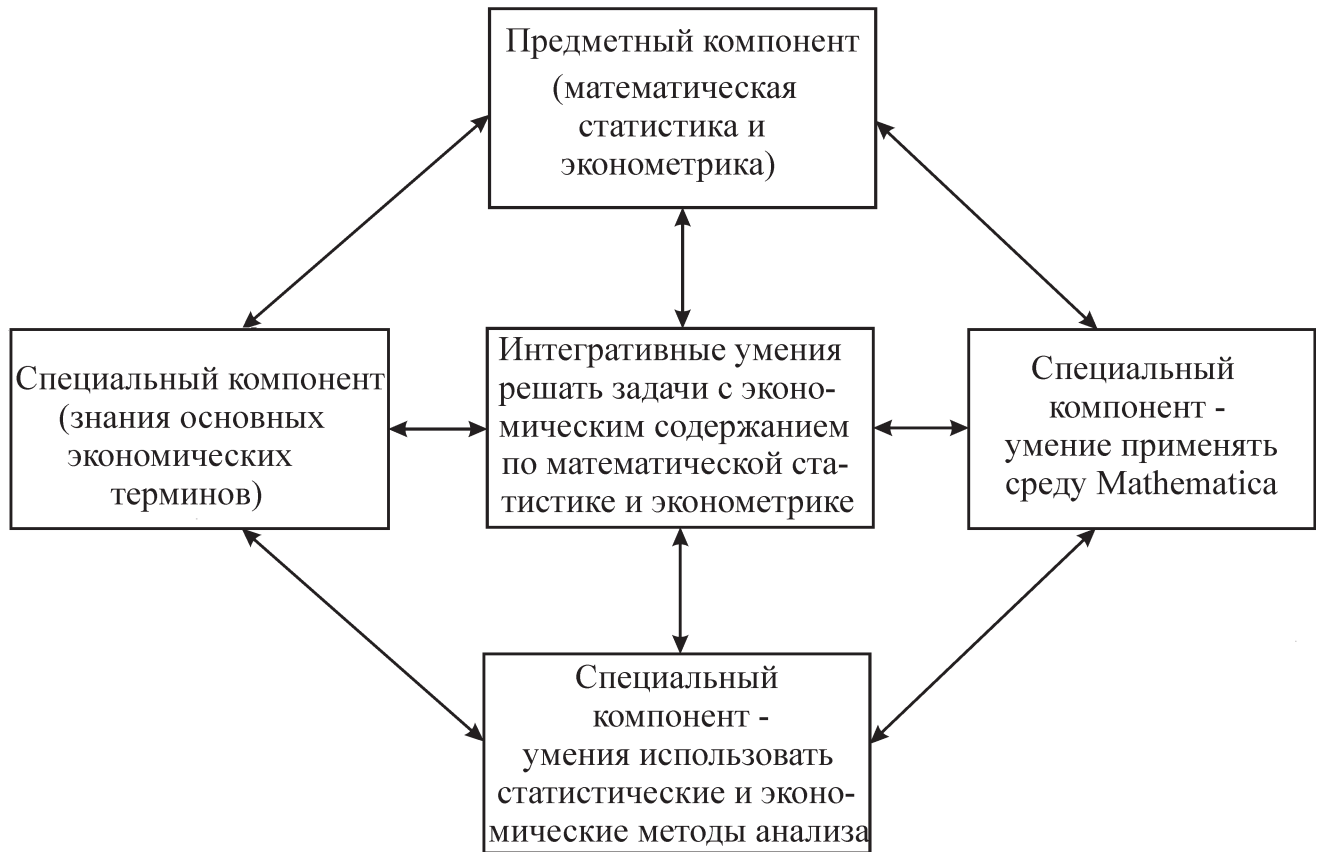 Предметный компонент
(математическая
статистика и
эконометрика)
Специальный компонент
(знания основных
экономических
терминов)
Интегративные умения
решать задачи с эконо-
мическим содержанием
по математической ста-
тистике и эконометрике
Специальный
компонент -
умение применять
среду Mathematica
Специальный
компонент -
умения использовать
статистические и эконо-
мические методы анализа